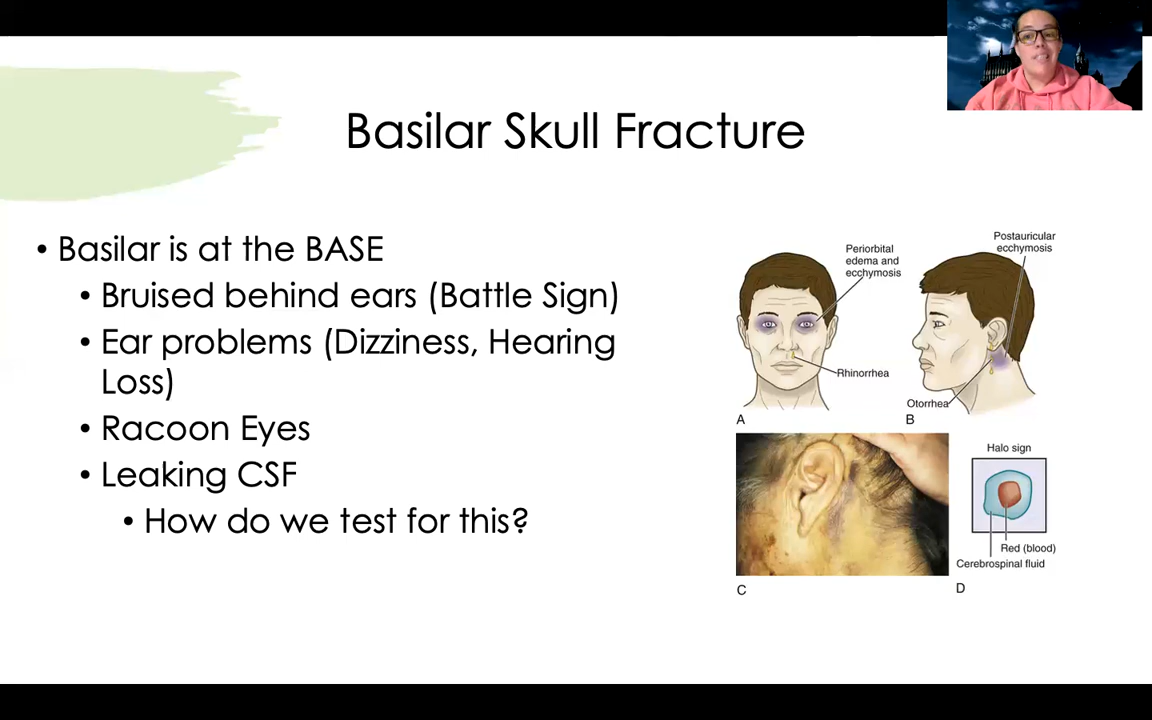 Basilar Skull Fracture
• Basilar is at the BASE
• Bruised behind ears (Battle Sign)
• Ear problems (Dizziness, Hearing
Loss)
• Racoon Eyes
• Leaking CSF
• How do we test for this?
Periorbital
edema and
ecchymosis
Rhinorrhea
A
Postauricular
ecchymosis
Otorrhea
B
C
Halo sign
Red (blood)
Cerebrospinal fluid
D